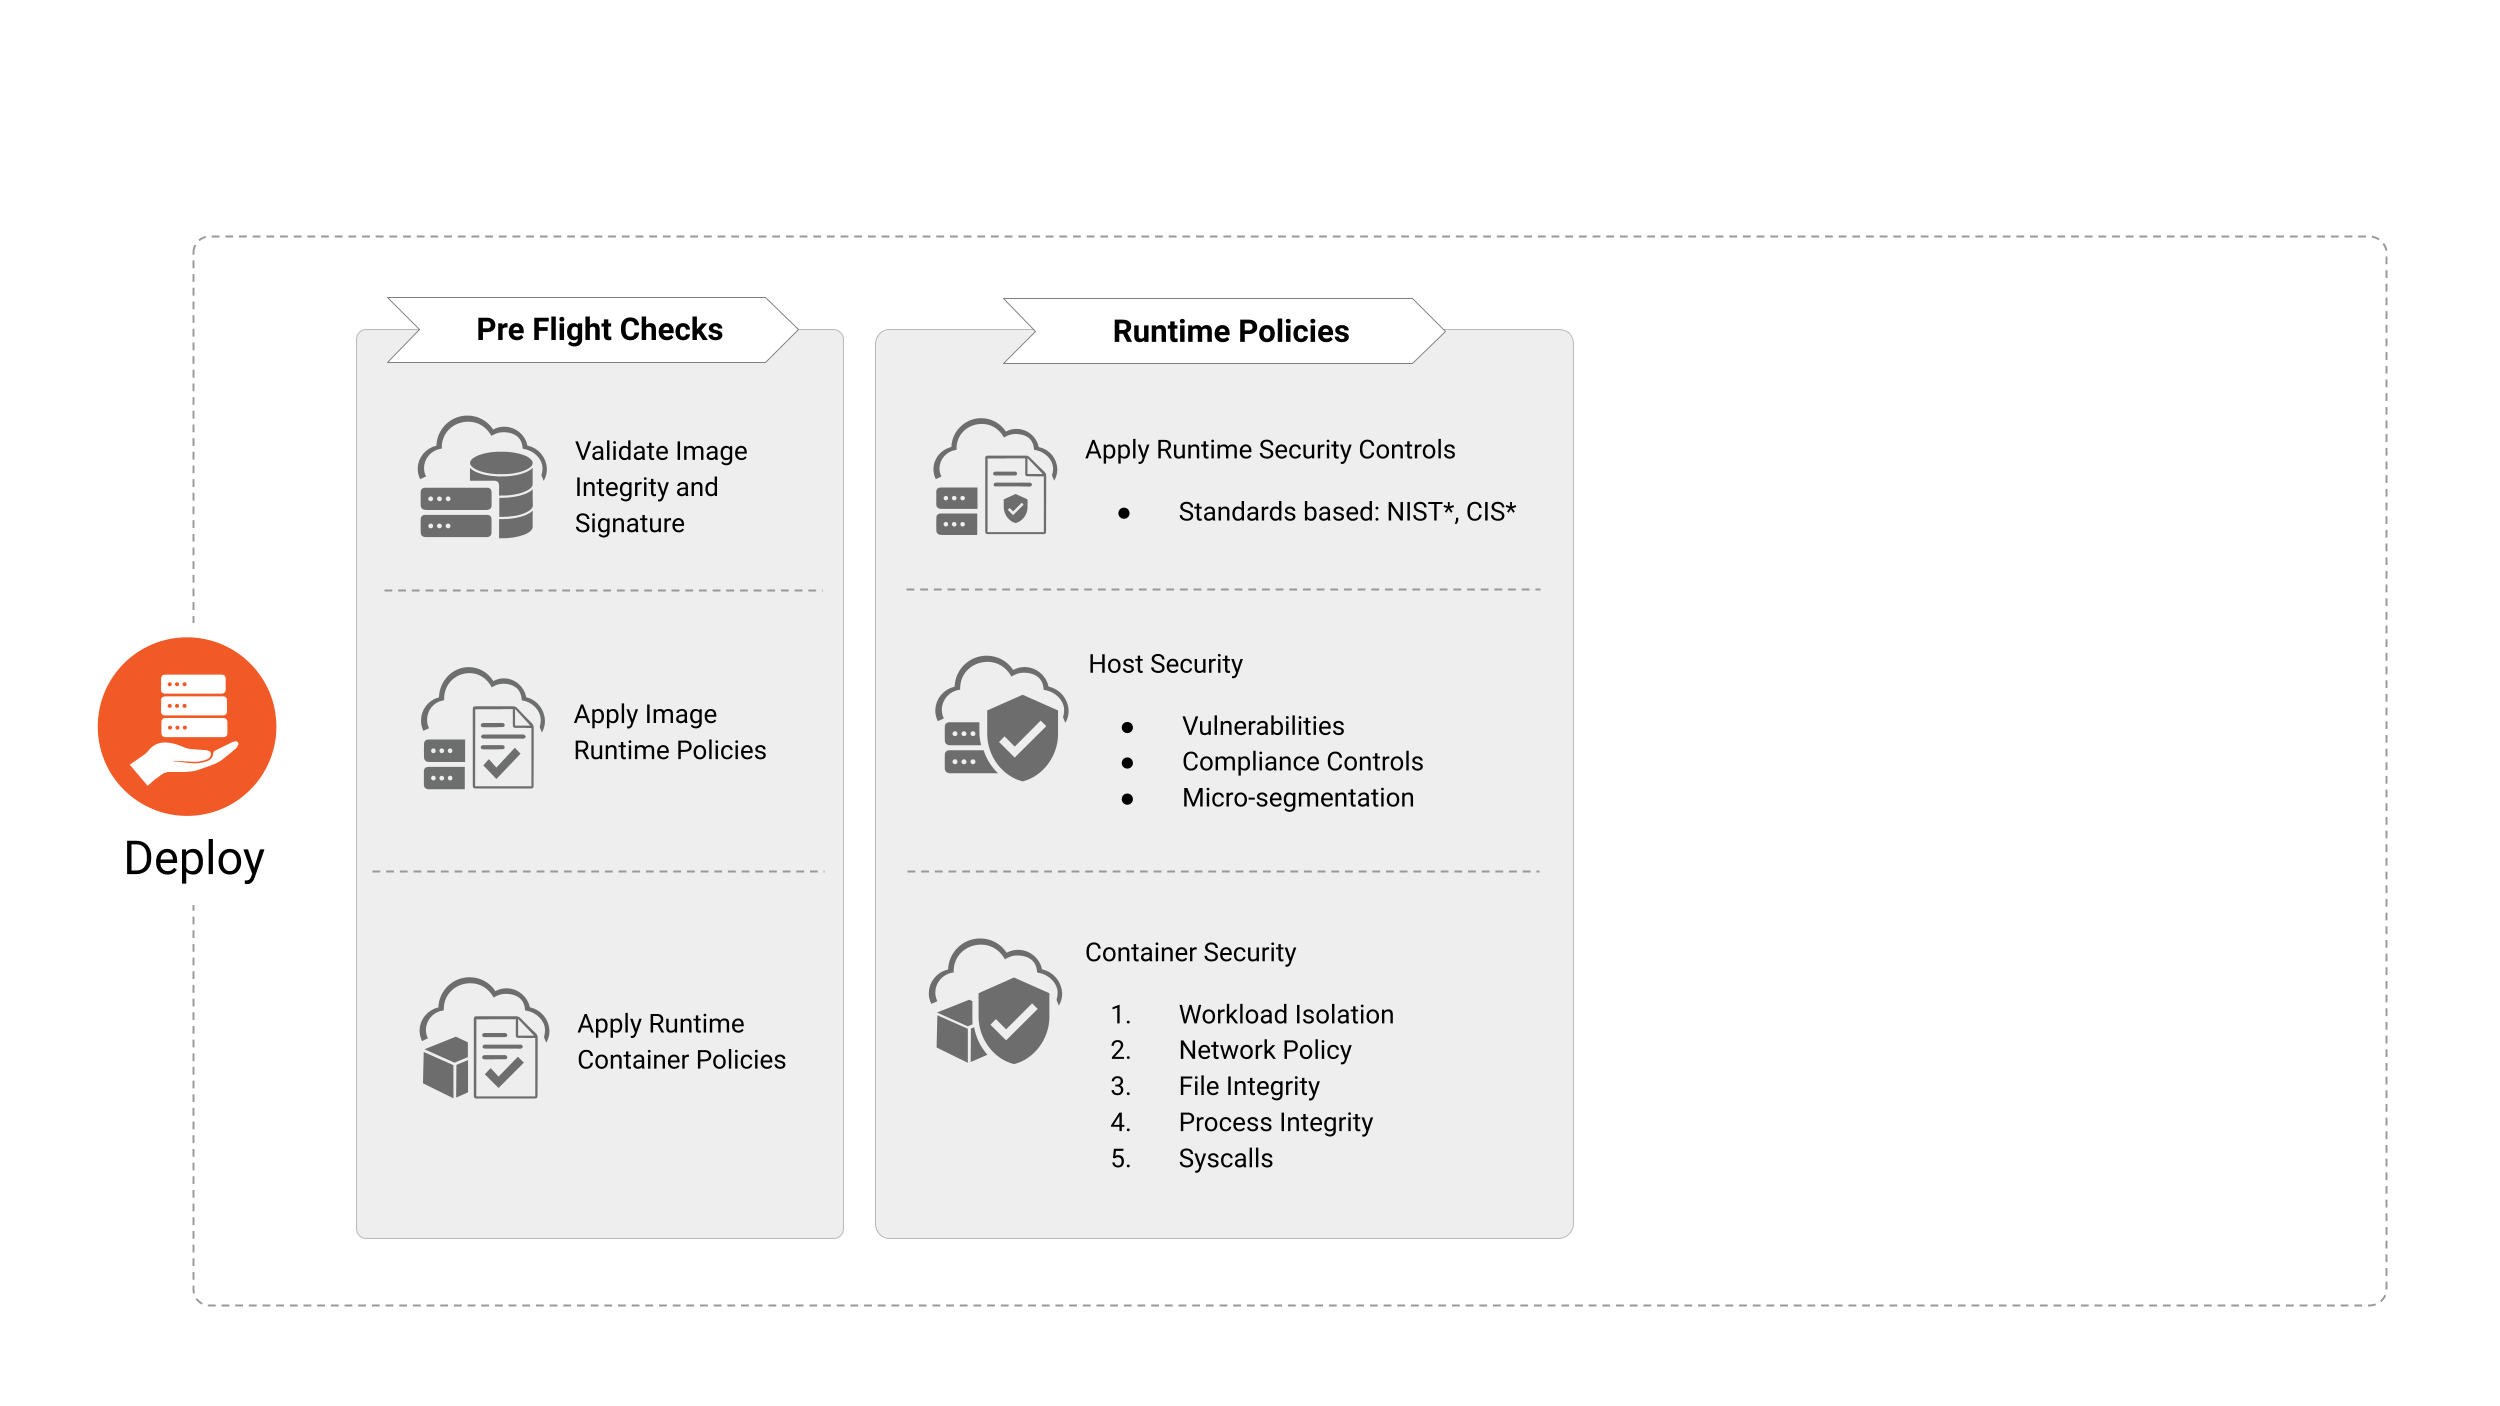 Deploy
Pre Flight Checks
Validate Image
Integrity and
Signature
Apply Image
Runtime Policies
Apply Runtime
Container Policies
Runtime Policies
Apply Runtime Security Controls
● Standards based: NIST*, CIS*
Host Security
● Vulnerabilities
● Compliance Controls
● Micro-segmentation
Container Security
1. Workload Isolation
2. Network Policy
3. File Integrity
4. Process Integrity
5. Syscalls